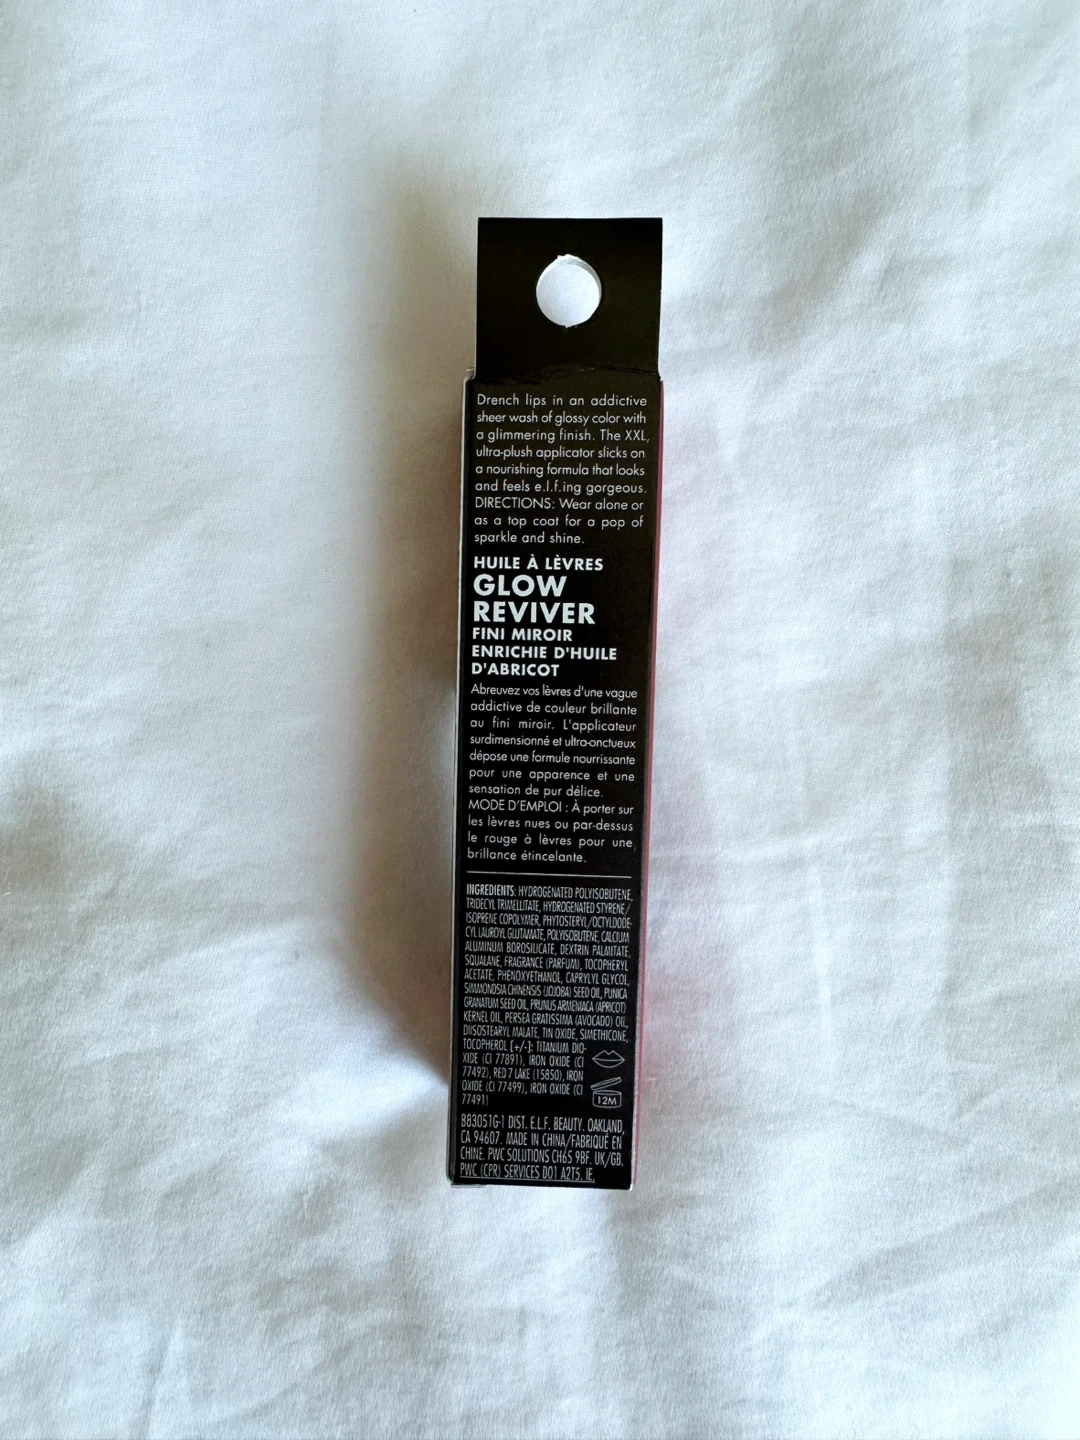 Drench lips in an addictive
sheer wash of glossy color with
a glimmering finish. The XXL,
ultra-plush applicator slicks on
a nourishing formula that looks
and feels e.l.f.ing gorgeous.
DIRECTIONS: Wear alone or
as a top coat for a pop of
sparkle and shine.
HUILE À LÈVRES
GLOW
REVIVER
FINI MIROIR
ENRICHIE D'HUILE
D'ABRICOT
Abreuvez vos lèvres d'une vague
addictive de couleur brillante
au fini miroir. L'applicateur
surdimensionné et ultra-onctueux
dépose une formule nourrissante
pour une apparence et une
sensation de pur délice.
MODE D'EMPLOI : À porter sur
les lèvres nues ou par-dessus
le rouge à lèvres pour une
brillance étincelante.
INGREDIENTS: HYDROGENATED POLYISOBUTENE,
TRIDECYL TRIMELLITATE, HYDROGENATED STYRENE/
ISOPRENE COPOLYMER, PHYTOSTERYL/OCTYLDODE-
CYL LAUROYL GLUTAMATE, POLYISOBUTENE, CALCIUM
ALUMINUM BOROSILICATE, DEXTRIN PALMITATE,
SQUALANE, FRAGRANCE (PARFUM), TOCOPHERYL
ACETATE, PHENOXYETHANOL, CAPRYLYL GLYCOL,
SIMMONDSIA CHINENSIS (JOJOBA) SEED OIL, PUNICA
GRANATUM SEED OIL, PRUNUS ARMENIACA (APRICOT)
KERNEL OIL, PERSEA GRATISSIMA (AVOCADO) OIL,
DIISOSTEARYL MALATE, TIN OXIDE, SIMETHICONE,
TOCOPHEROL [+/-]: TITANIUM DIO-
XIDE (CI 77891), IRON OXIDE (CI
77492), RED 7 LAKE (15850), IRON
OXIDE (CI 77499), IRON OXIDE (CI
77491)
12M
B83051G-1 DIST. E.L.F. BEAUTY. OAKLAND,
CA 94607. MADE IN CHINA/FABRIQUÉ EN
CHINE. PWC SOLUTIONS CH65 9BF. UK/GB.
PWC (CPR) SERVICES D01 A2T5. IE.